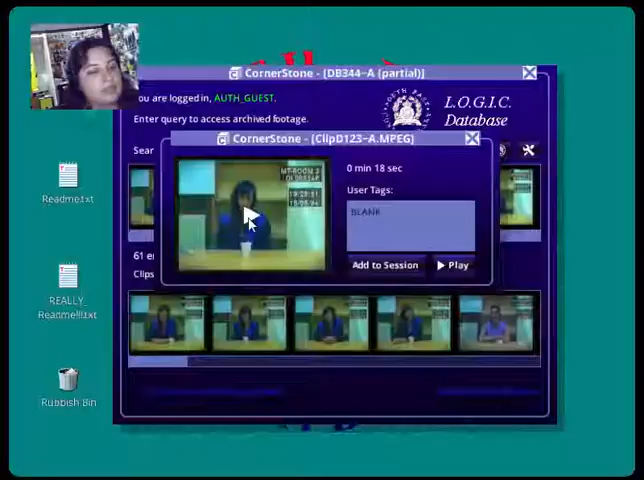 CornerStone - [DB344-A (partial)]
ou are logged in, AUTH_GUEST.
Enter query to access archived footage.
L.O.G.I.C.
Database
CornerStone - [ClipD123-A.MPEG]
Sear
0 min 18 sec
User Tags:
BLANK
Add to Session
Play
61 e
Clips
Readme.txt
REALLY_
Readme!!!.txt
Rubbish Bin